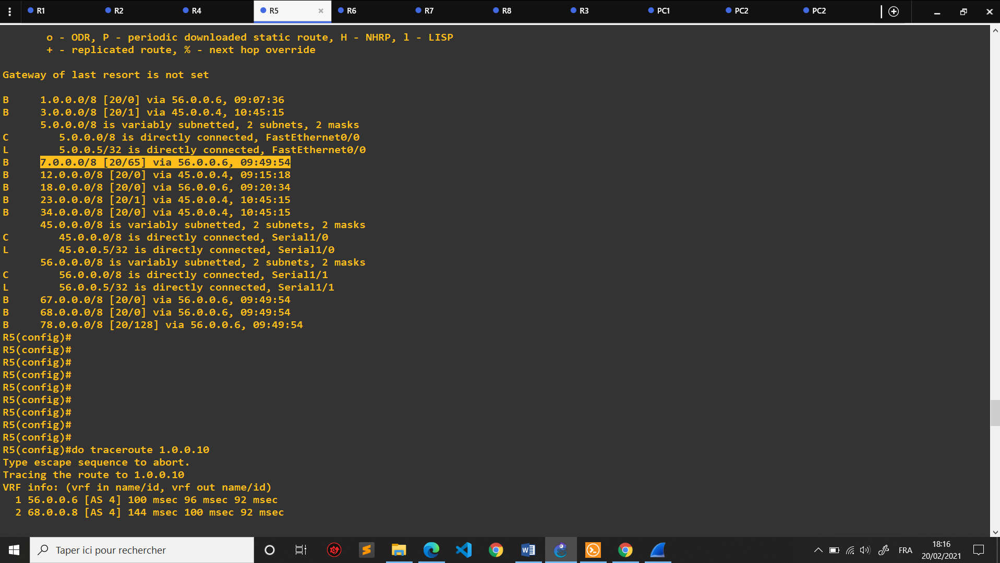 R1 R2 R4 R5 × R6 R7 R8 R3 PC1 PC2 PC2
o - ODR, P - periodic downloaded static route, H - NHRP, l - LISP
+ - replicated route, % - next hop override
Gateway of last resort is not set
B 1.0.0.0/8 [20/0] via 56.0.0.6, 09:07:36
B 3.0.0.0/8 [20/1] via 45.0.0.4, 10:45:15
5.0.0.0/8 is variably subnetted, 2 subnets, 2 masks
C 5.0.0.0/8 is directly connected, FastEthernet0/0
L 5.0.0.5/32 is directly connected, FastEthernet0/0
B 7.0.0.0/8 [20/65] via 56.0.0.6, 09:49:54
B 12.0.0.0/8 [20/0] via 45.0.0.4, 09:15:18
B 18.0.0.0/8 [20/0] via 56.0.0.6, 09:20:34
B 23.0.0.0/8 [20/1] via 45.0.0.4, 10:45:15
B 34.0.0.0/8 [20/0] via 45.0.0.4, 10:45:15
45.0.0.0/8 is variably subnetted, 2 subnets, 2 masks
C 45.0.0.0/8 is directly connected, Serial1/0
L 45.0.0.5/32 is directly connected, Serial1/0
56.0.0.0/8 is variably subnetted, 2 subnets, 2 masks
C 56.0.0.0/8 is directly connected, Serial1/1
L 56.0.0.5/32 is directly connected, Serial1/1
B 67.0.0.0/8 [20/0] via 56.0.0.6, 09:49:54
B 68.0.0.0/8 [20/0] via 56.0.0.6, 09:49:54
B 78.0.0.0/8 [20/128] via 56.0.0.6, 09:49:54
R5(config)#
R5(config)#
R5(config)#
R5(config)#
R5(config)#
R5(config)#
R5(config)#
R5(config)#
R5(config)#
R5(config)#do traceroute 1.0.0.10
Type escape sequence to abort.
Tracing the route to 1.0.0.10
VRF info: (vrf in name/id, vrf out name/id)
1 56.0.0.6 [AS 4] 100 msec 96 msec 92 msec
2 68.0.0.8 [AS 4] 144 msec 100 msec 92 msec
Taper ici pour rechercher
FRA
18:16
20/02/2021